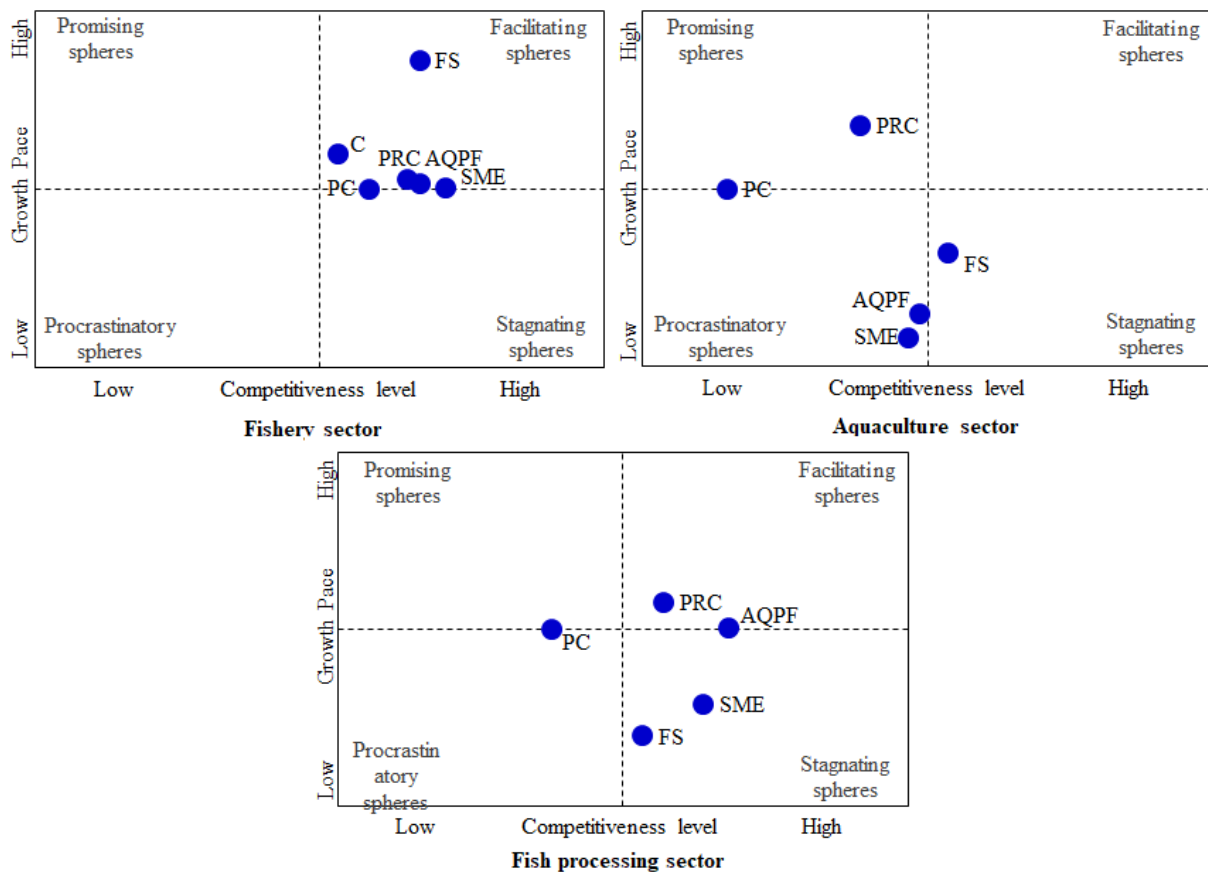 High
Promising
spheres
Facilitating
spheres
FS
C
PRC AQPF
PC
SME
Growth Pace
Low
Procrastinatory
spheres
Stagnating
spheres
Low Competitiveness level High
Fishery sector
High
Promising
spheres
Facilitating
spheres
PRC
PC
Growth Pace
FS
AQPF
SME
Low
Procrastinatory
spheres
Stagnating
spheres
Low Competitiveness level High
Aquaculture sector
High
Promising
spheres
Facilitating
spheres
PRC
AQPF
PC
Growth Pace
SME
FS
Low
Procrastin
atory
spheres
Stagnating
spheres
Low Competitiveness level High
Fish processing sector